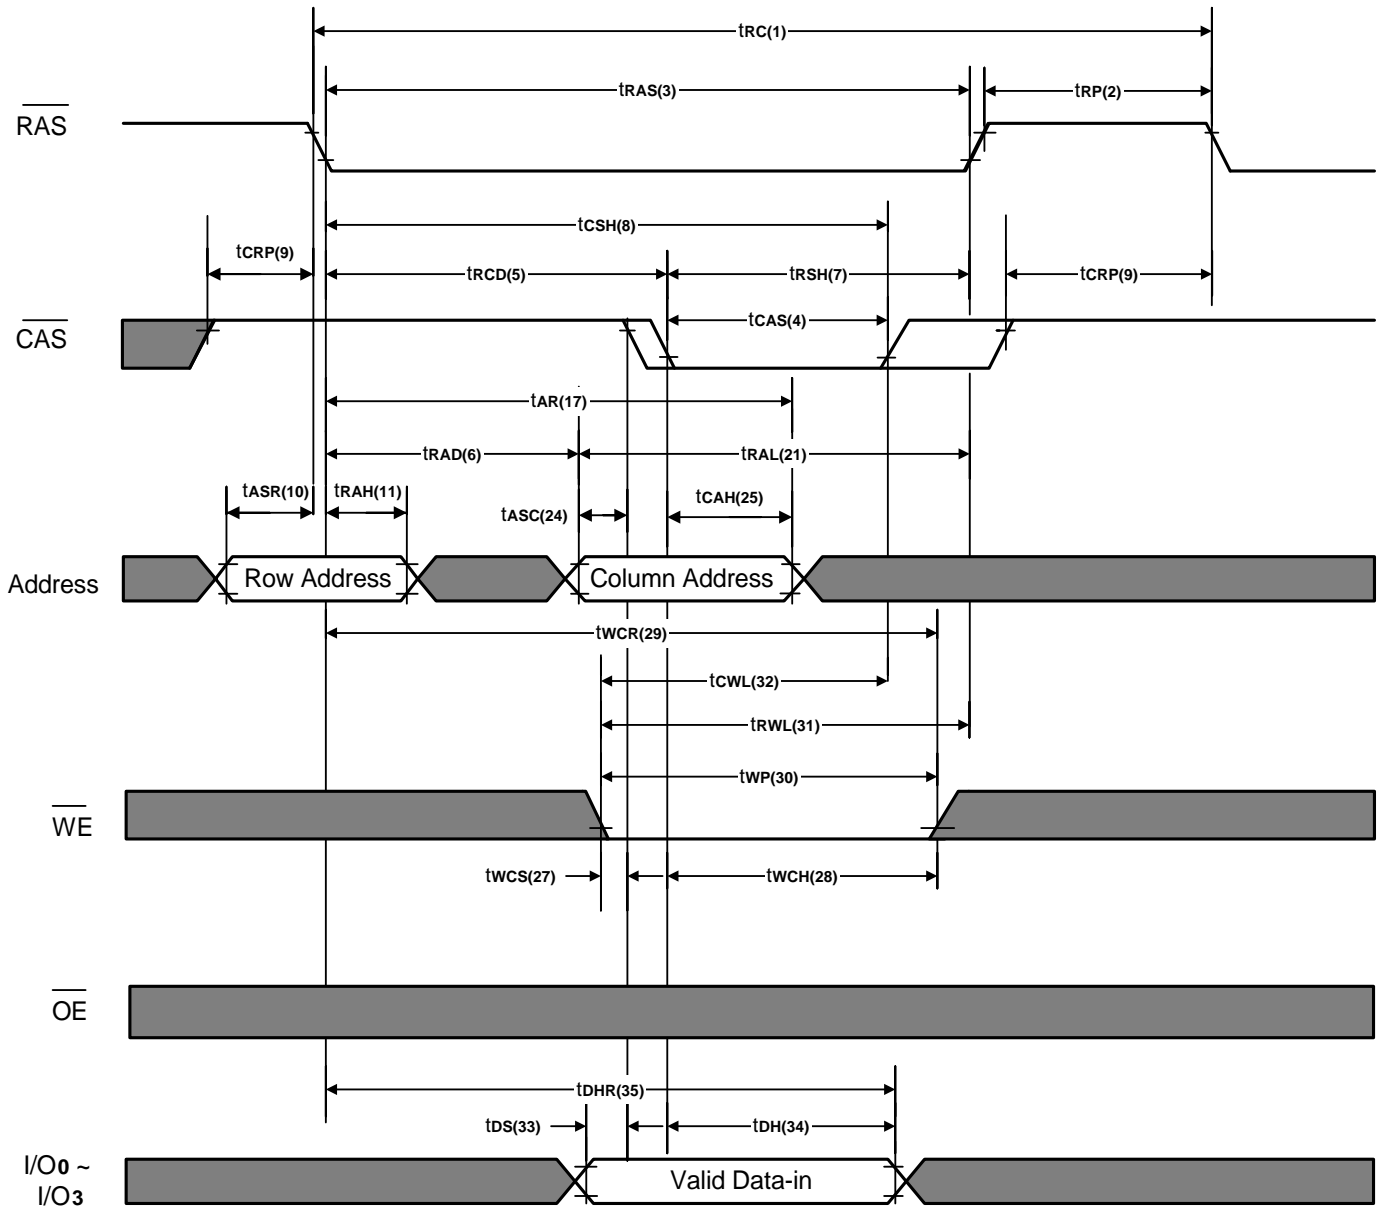 tRC(1)
tRAS(3)
tRP(2)
RAS
tCSH(8)
tCRP(9)
tRCD(5)
tRSH(7)
tCRP(9)
CAS
tCAS(4)
tAR(17)
tRAD(6)
tRAL(21)
tASR(10)
tRAH(11)
tASC(24)
tCAH(25)
Address
Row Address
Column Address
tWCR(29)
tCWL(32)
tRWL(31)
tWP(30)
WE
tWCS(27)
tWCH(28)
OE
tDHR(35)
tDS(33)
tDH(34)
I/O0 ~
I/O3
Valid Data-in